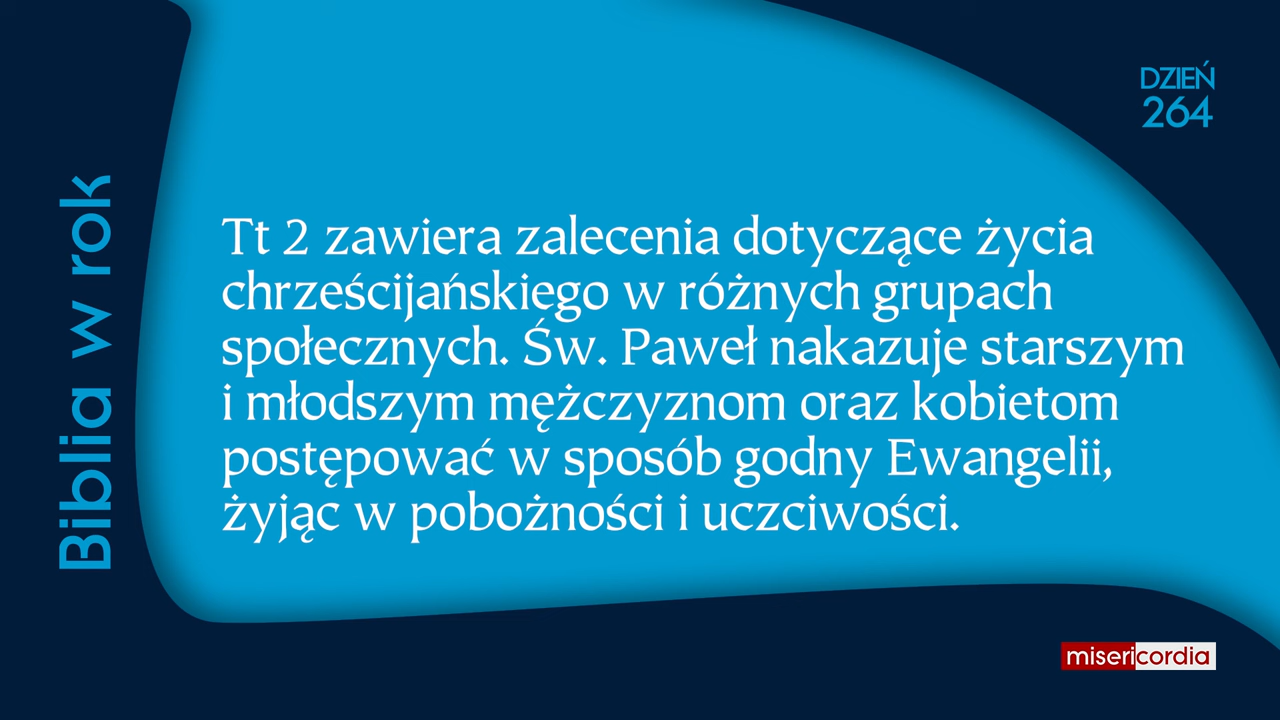 DZIEŃ
264
Biblia w rok
Tt 2 zawiera zalecenia dotyczące życia
chrześcijańskiego w różnych grupach
społecznych. Św. Paweł nakazuje starszym
i młodszym mężczyznom oraz kobietom
postępować w sposób godny Ewangelii,
żyjąc w pobożności i uczciwości.
misericordia